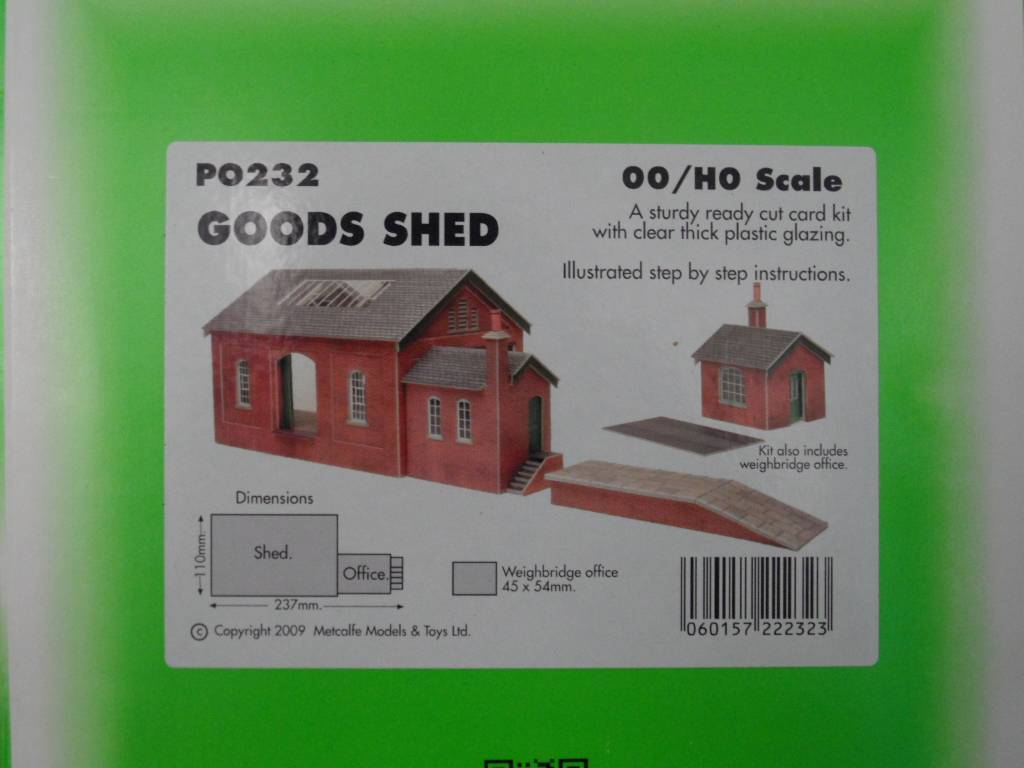 PO232
GOODS SHED
OO/HO Scale
A sturdy ready cut card kit
with clear thick plastic glazing.
Illustrated step by step instructions.
Kit also includes
weighbridge office.
Dimensions
110mm.
Shed.
Office.
237mm.
Weighbridge office
45 x 54mm.
© Copyright 2009 Metcalfe Models & Toys Ltd.
060157 222323